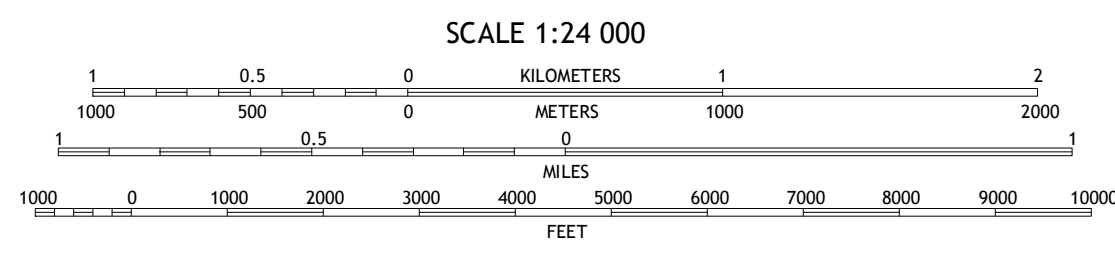 SCALE 1:24 000
1 0.5 0 KILOMETERS 1 2
1000 500 0 METERS 1000 2000
1 0.5 0 1
MILES
1000 0 1000 2000 3000 4000 5000 6000 7000 8000 9000 10000
FEET